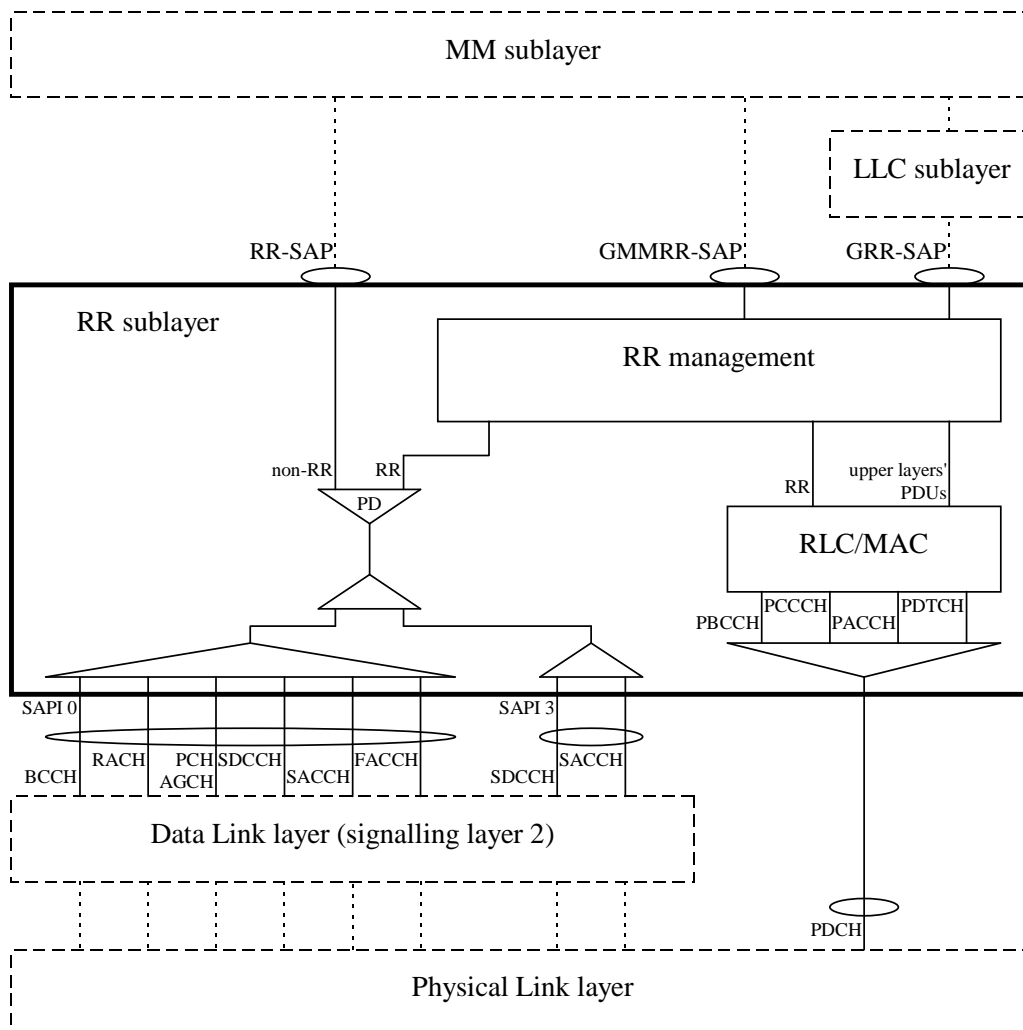 MM sublayer
LLC sublayer
RR-SAP
GMMRR-SAP
GRR-SAP
RR sublayer
RR management
non-RR
RR
PD
RR
upper layers'
PDUs
RLC/MAC
PBCCH
PCCCH
PACCH
PDTCH
SAPI 0
SAPI 3
BCCH
RACH
PCH
AGCH
SDCCH
SACCH
FACCH
SDCCH
SACCH
Data Link layer (signalling layer 2)
PDCH
Physical Link layer